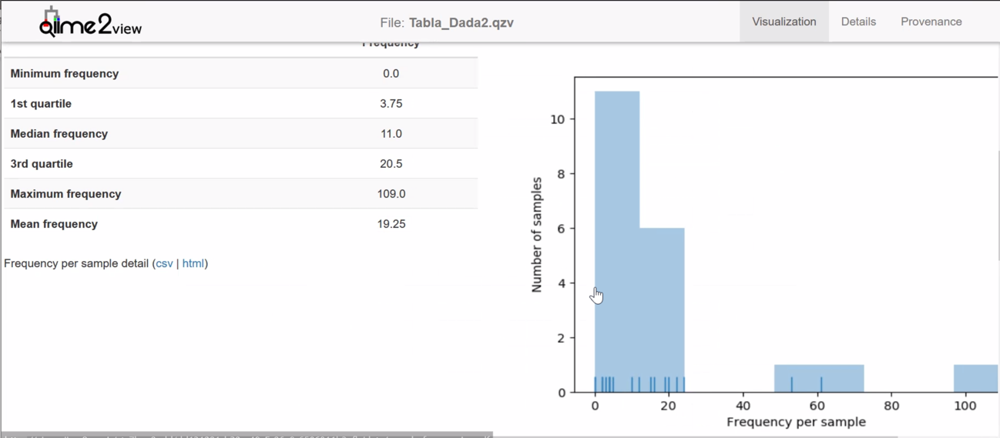 qiime2view
File: Tabla_Dada2.qzv
Visualization
Details
Provenance
Frequency
Minimum frequency 0.0
1st quartile 3.75
Median frequency 11.0
3rd quartile 20.5
Maximum frequency 109.0
Mean frequency 19.25
Frequency per sample detail (csv | html)
Number of samples
10
8
6
4
2
0
0 20 40 60 80 100
Frequency per sample